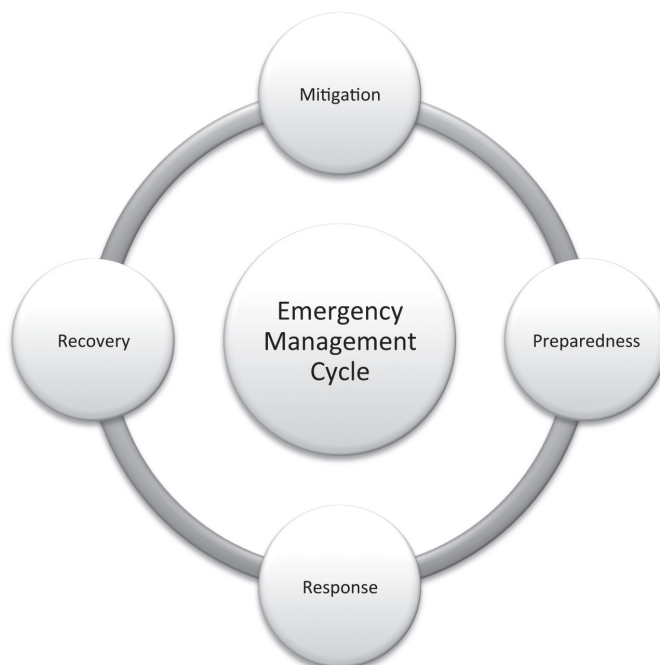 Mitigation
Recovery
Emergency
Management
Cycle
Preparedness
Response